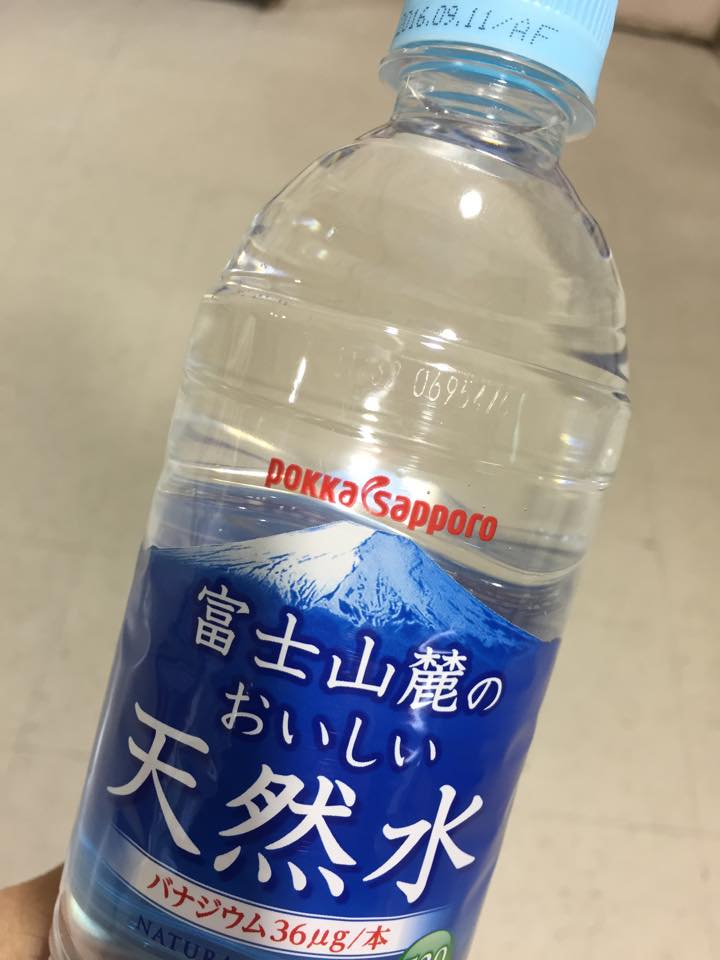 2016.09.11/AF
pokka sapporo
富士山麓の
おいしい
天然水
バナジウム36μg/本